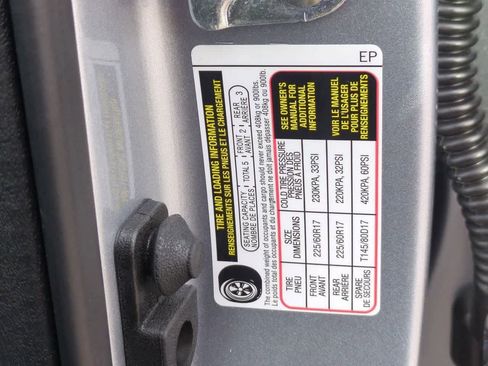 EP
TIRE AND LOADING INFORMATION
RENSEIGNEMENTS SUR LES PNEUS ET LE CHARGEMENT
SEATING CAPACITY TOTAL 5 FRONT 2 REAR 3
NOMBRE DE PLACES AVANT ARRIÈRE
The combined weight of occupants and cargo should never exceed 408kg or 900lbs.
Le poids total des occupants et du chargement ne doit jamais dépasser 408kg ou 900lb.
TIRE SIZE COLD TIRE PRESSURE
PNEU DIMENSIONS PRESSION DES PNEUS À FROID
FRONT 225/60R17 230KPA, 33PSI
AVANT
REAR 225/60R17 220KPA, 32PSI
ARRIÈRE
SPARE T145/80D17 420KPA, 60PSI
DE SECOURS
SEE OWNER'S
MANUAL FOR
ADDITIONAL
INFORMATION
VOIR LE MANUEL
DE L'USAGER
POUR PLUS DE
RENSEIGNEMENTS